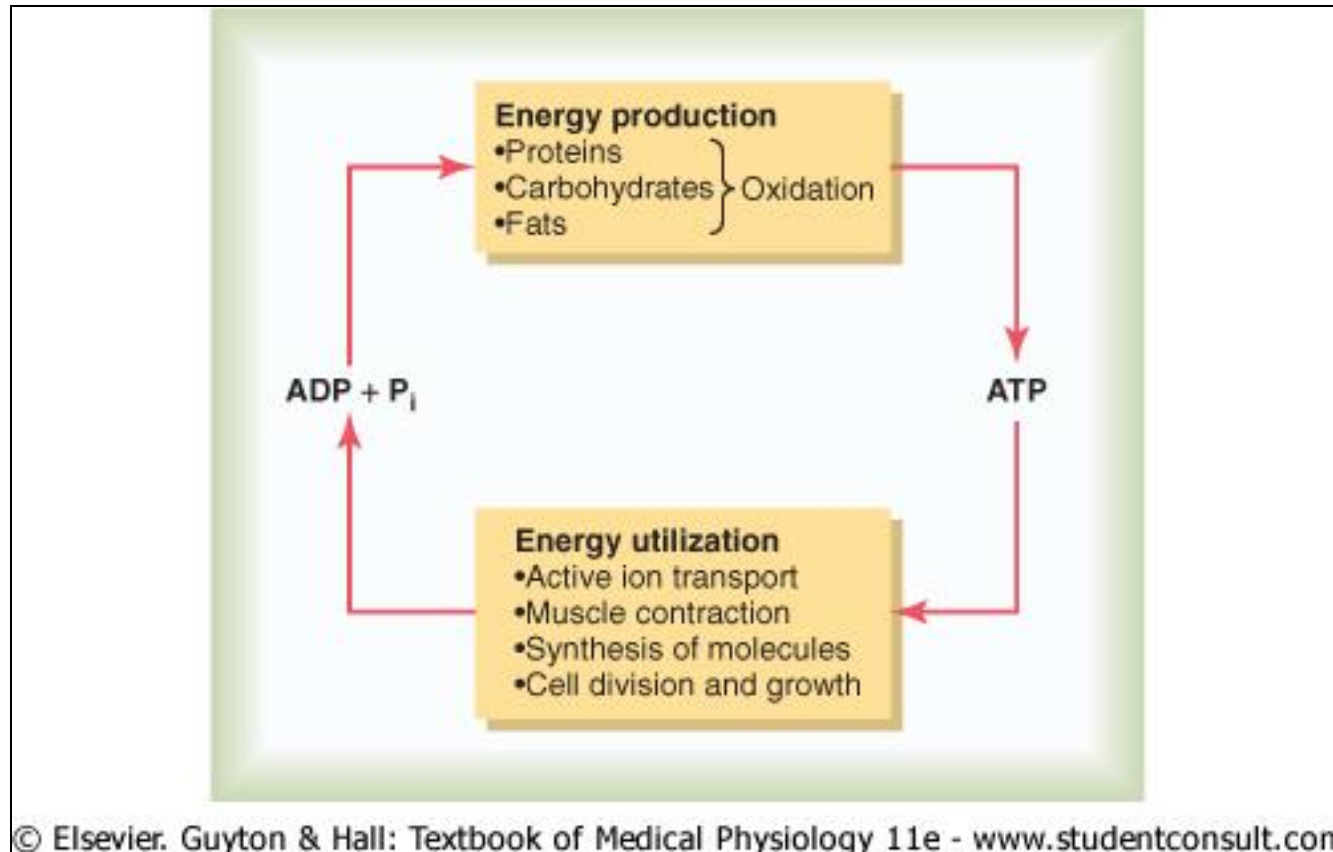 Energy production
•Proteins
•Carbohydrates
•Fats
Oxidation
ADP + Pi
ATP
Energy utilization
•Active ion transport
•Muscle contraction
•Synthesis of molecules
•Cell division and growth
© Elsevier. Guyton & Hall: Textbook of Medical Physiology 11e - www.studentconsult.com